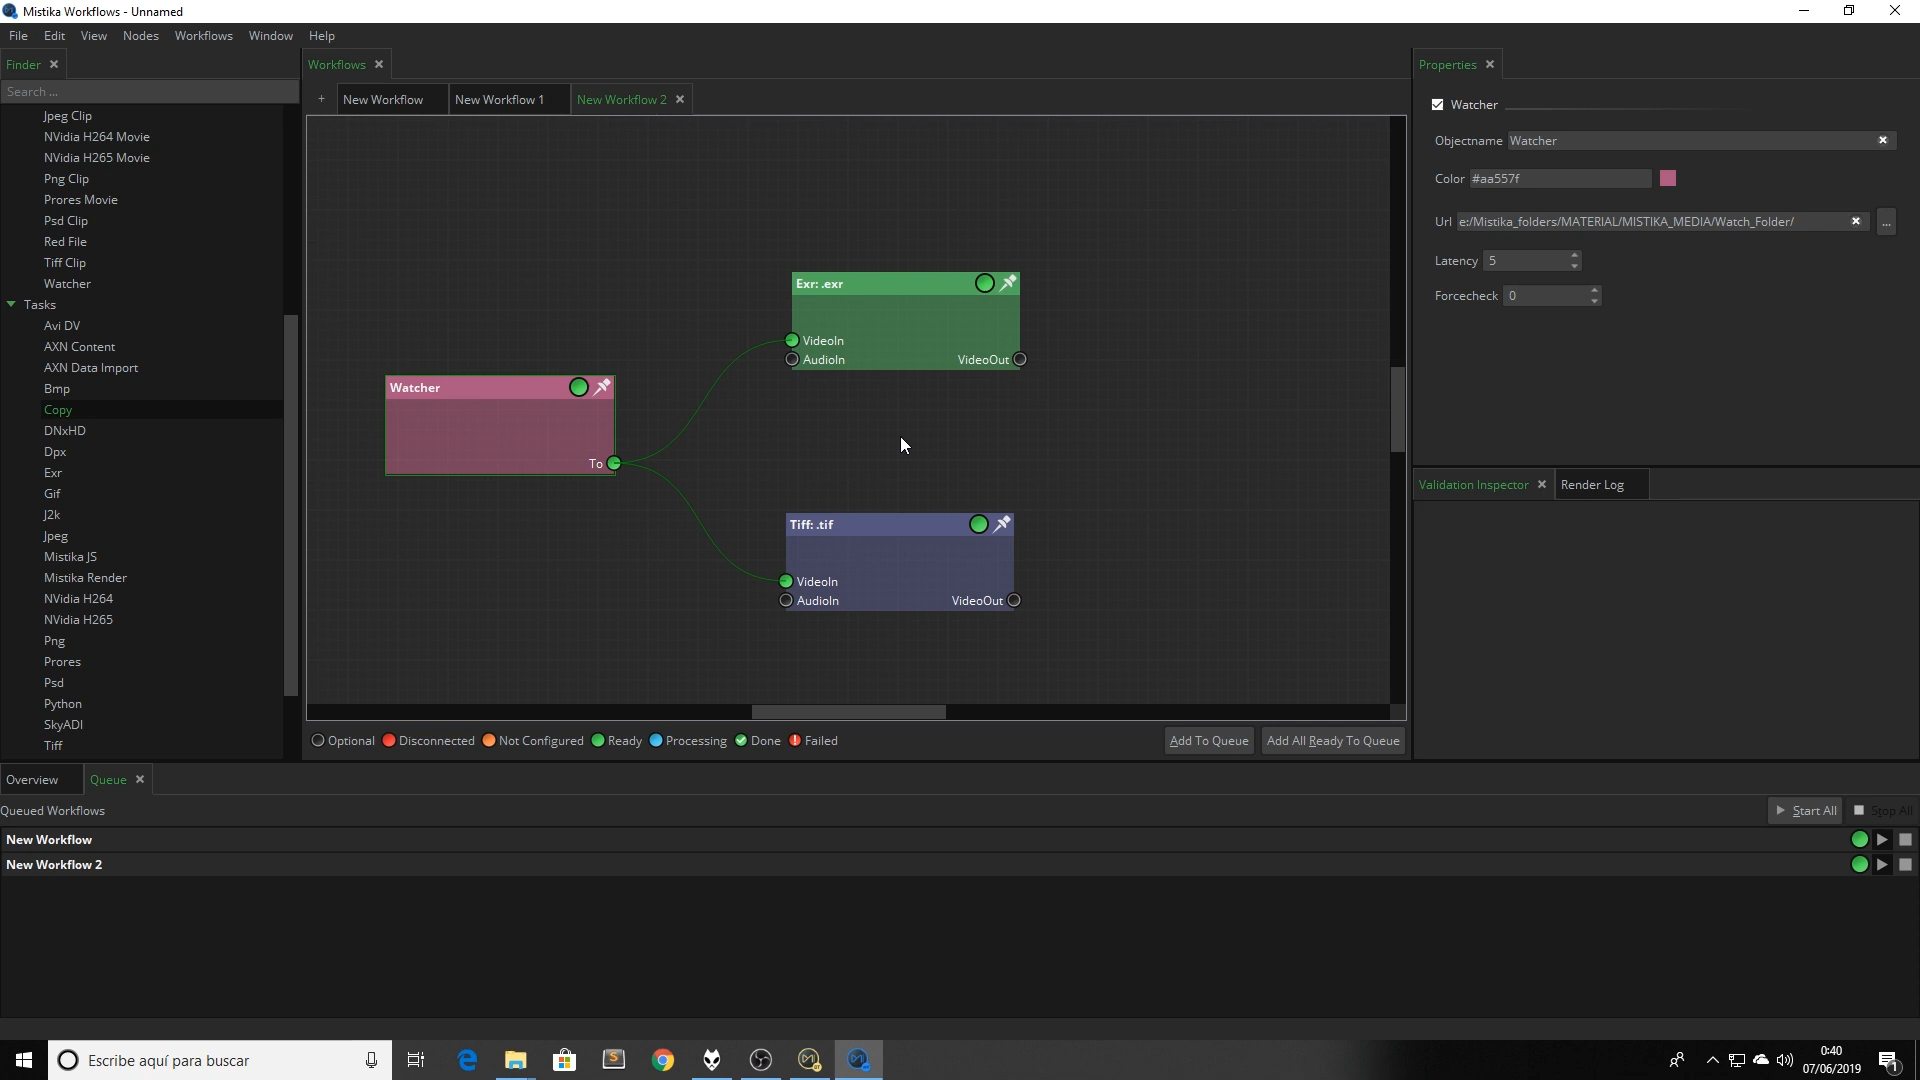 Mistika Workflows - Unnamed
File Edit View Nodes Workflows Window Help
Finder
Search ...
Jpeg Clip
NVidia H264 Movie
NVidia H265 Movie
Png Clip
Prores Movie
Psd Clip
Red File
Tiff Clip
Watcher
Tasks
Avi DV
AXN Content
AXN Data Import
Bmp
Copy
DNxHD
Dpx
Exr
Gif
J2k
Jpeg
Mistika JS
Mistika Render
NVidia H264
NVidia H265
Png
Prores
Psd
Python
SkyADI
Tiff
Workflows
+ New Workflow New Workflow 1 New Workflow 2
Exr: .exr
VideoIn
AudioIn VideoOut
Watcher
To
Tiff: .tif
VideoIn
AudioIn VideoOut
Optional Disconnected Not Configured Ready Processing Done Failed
Add To Queue Add All Ready To Queue
Properties
Watcher
Objectname Watcher
Color #aa557f
Url e:/Mistika_folders/MATERIAL/MISTIKA_MEDIA/Watch_Folder/ ...
Latency 5
Forcecheck 0
Validation Inspector Render Log
Overview Queue
Queued Workflows Start All Stop All
New Workflow
New Workflow 2
Escribe aquí para buscar
0:40
07/06/2019
1